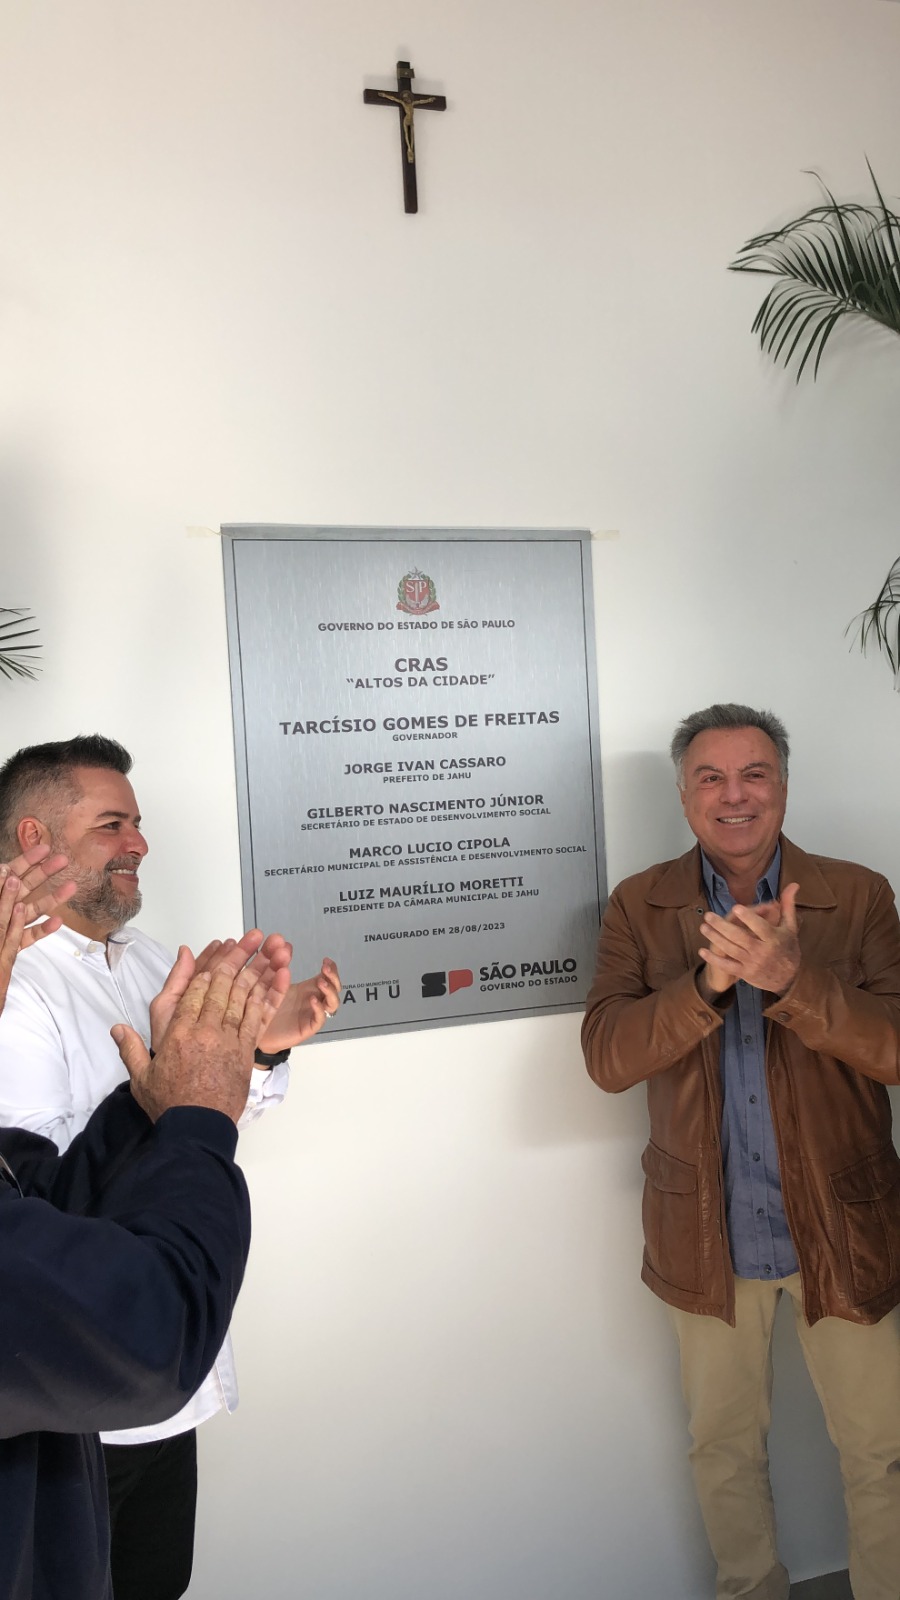 GOVERNO DO ESTADO DE SÃO PAULO
CRAS
“ALTOS DA CIDADE”
TARCÍSIO GOMES DE FREITAS
GOVERNADOR
JORGE IVAN CASSARO
PREFEITO DE JAHU
GILBERTO NASCIMENTO JÚNIOR
SECRETÁRIO DE ESTADO DE DESENVOLVIMENTO SOCIAL
MARCO LUCIO CIPOLA
SECRETÁRIO MUNICIPAL DE ASSISTÊNCIA E DESENVOLVIMENTO SOCIAL
LUIZ MAURÍLIO MORETTI
PRESIDENTE DA CÂMARA MUNICIPAL DE JAHU
INAUGURADO EM 28/08/2023
MUNICÍPIO DE
AHU
SP
SÃO PAULO
GOVERNO DO ESTADO